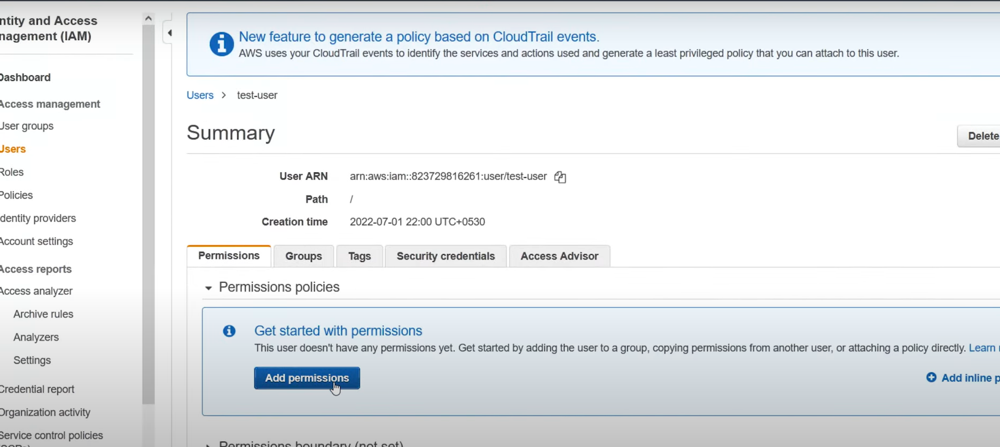 ntity and Access
nagement (IAM)
Dashboard
Access management
User groups
Users
Roles
Policies
dentity providers
Account settings
Access reports
Access analyzer
Archive rules
Analyzers
Settings
Credential report
Organization activity
Service control policies
New feature to generate a policy based on CloudTrail events.
AWS uses your CloudTrail events to identify the services and actions used and generate a least privileged policy that you can attach to this user.
Users > test-user
Summary
Delete
User ARN arn:aws:iam::823729816261:user/test-user
Path /
Creation time 2022-07-01 22:00 UTC+0530
Permissions Groups Tags Security credentials Access Advisor
Permissions policies
Get started with permissions
This user doesn't have any permissions yet. Get started by adding the user to a group, copying permissions from another user, or attaching a policy directly. Learn
Add permissions
Add inline p
Permissions boundary (not set)